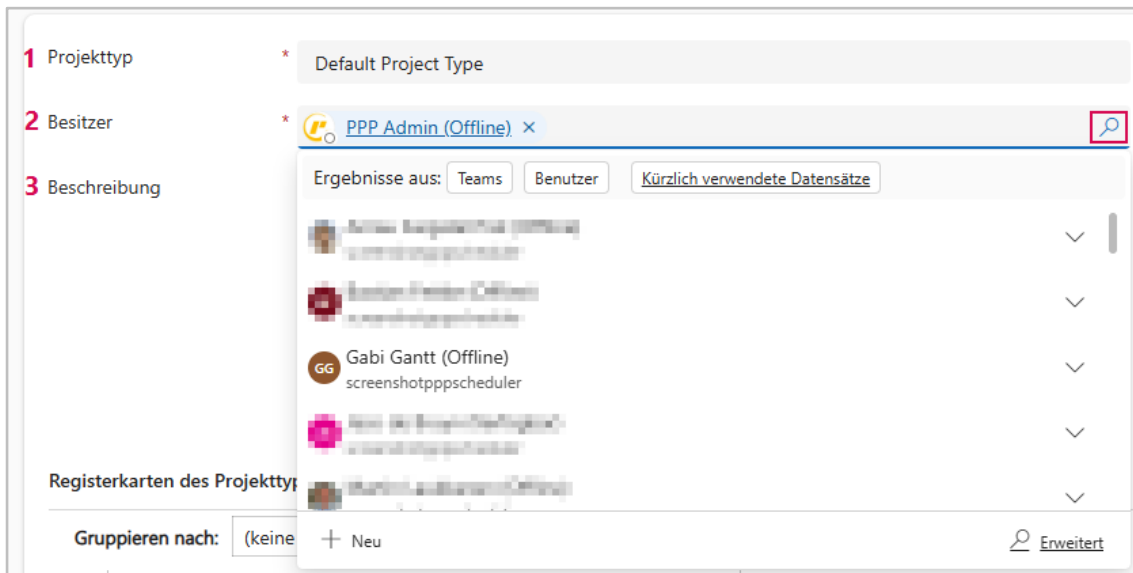 1 Projekttyp * Default Project Type
2 Besitzer * PPP Admin (Offline) ×
3 Beschreibung
Ergebnisse aus: Teams Benutzer Kürzlich verwendete Datensätze
GG Gabi Gantt (Offline)
screenshotpppscheduler
Registerkarten des Projekttyp
Gruppieren nach: (keine
+ Neu Erweitert